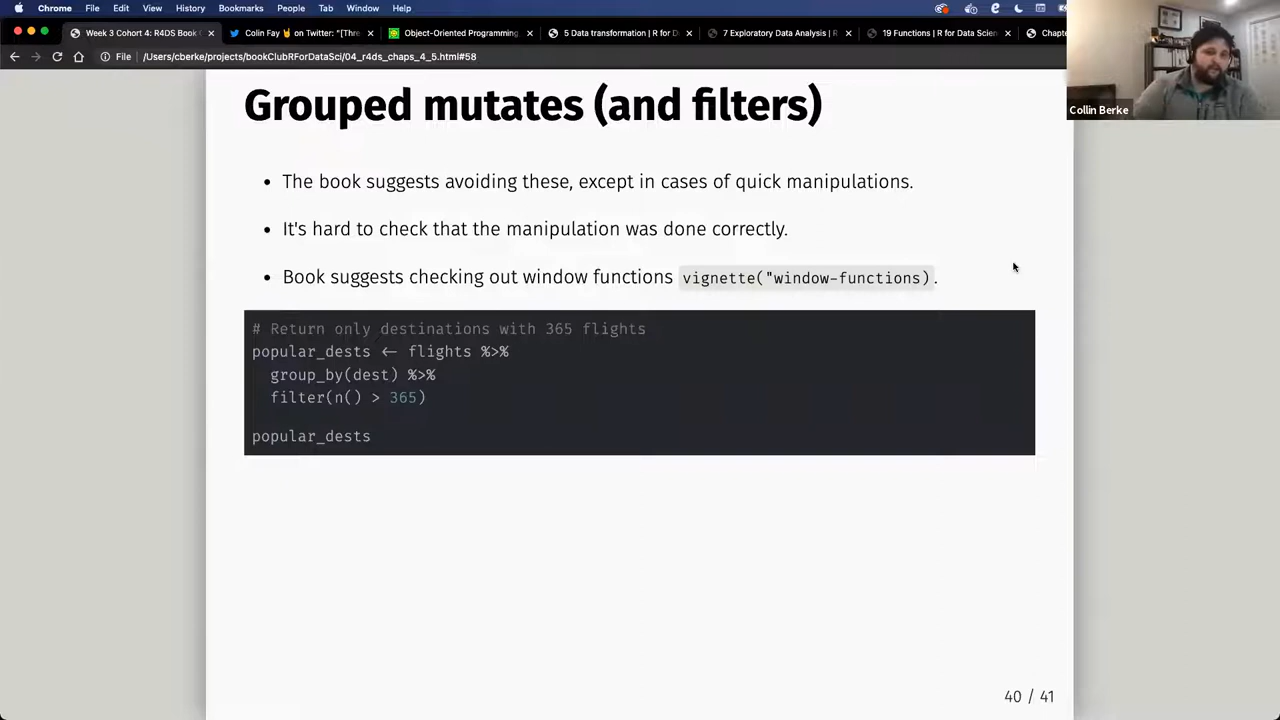 Chrome File Edit View History Bookmarks People Tab Window Help
Week 3 Cohort 4: R4DS Book
Colin Fay 🤘 on Twitter: "[Thre
Object-Oriented Programming
5 Data transformation | R for D
7 Exploratory Data Analysis | R
19 Functions | R for Data Scien
Chapte
File /Users/cberke/projects/bookClubRForDataSci/04_r4ds_chaps_4_5.html#58
Collin Berke
Grouped mutates (and filters)
• The book suggests avoiding these, except in cases of quick manipulations.
• It's hard to check that the manipulation was done correctly.
• Book suggests checking out window functions vignette("window-functions).
# Return only destinations with 365 flights
popular_dests ← flights %>%
group_by(dest) %>%
filter(n() > 365)
popular_dests
40 / 41